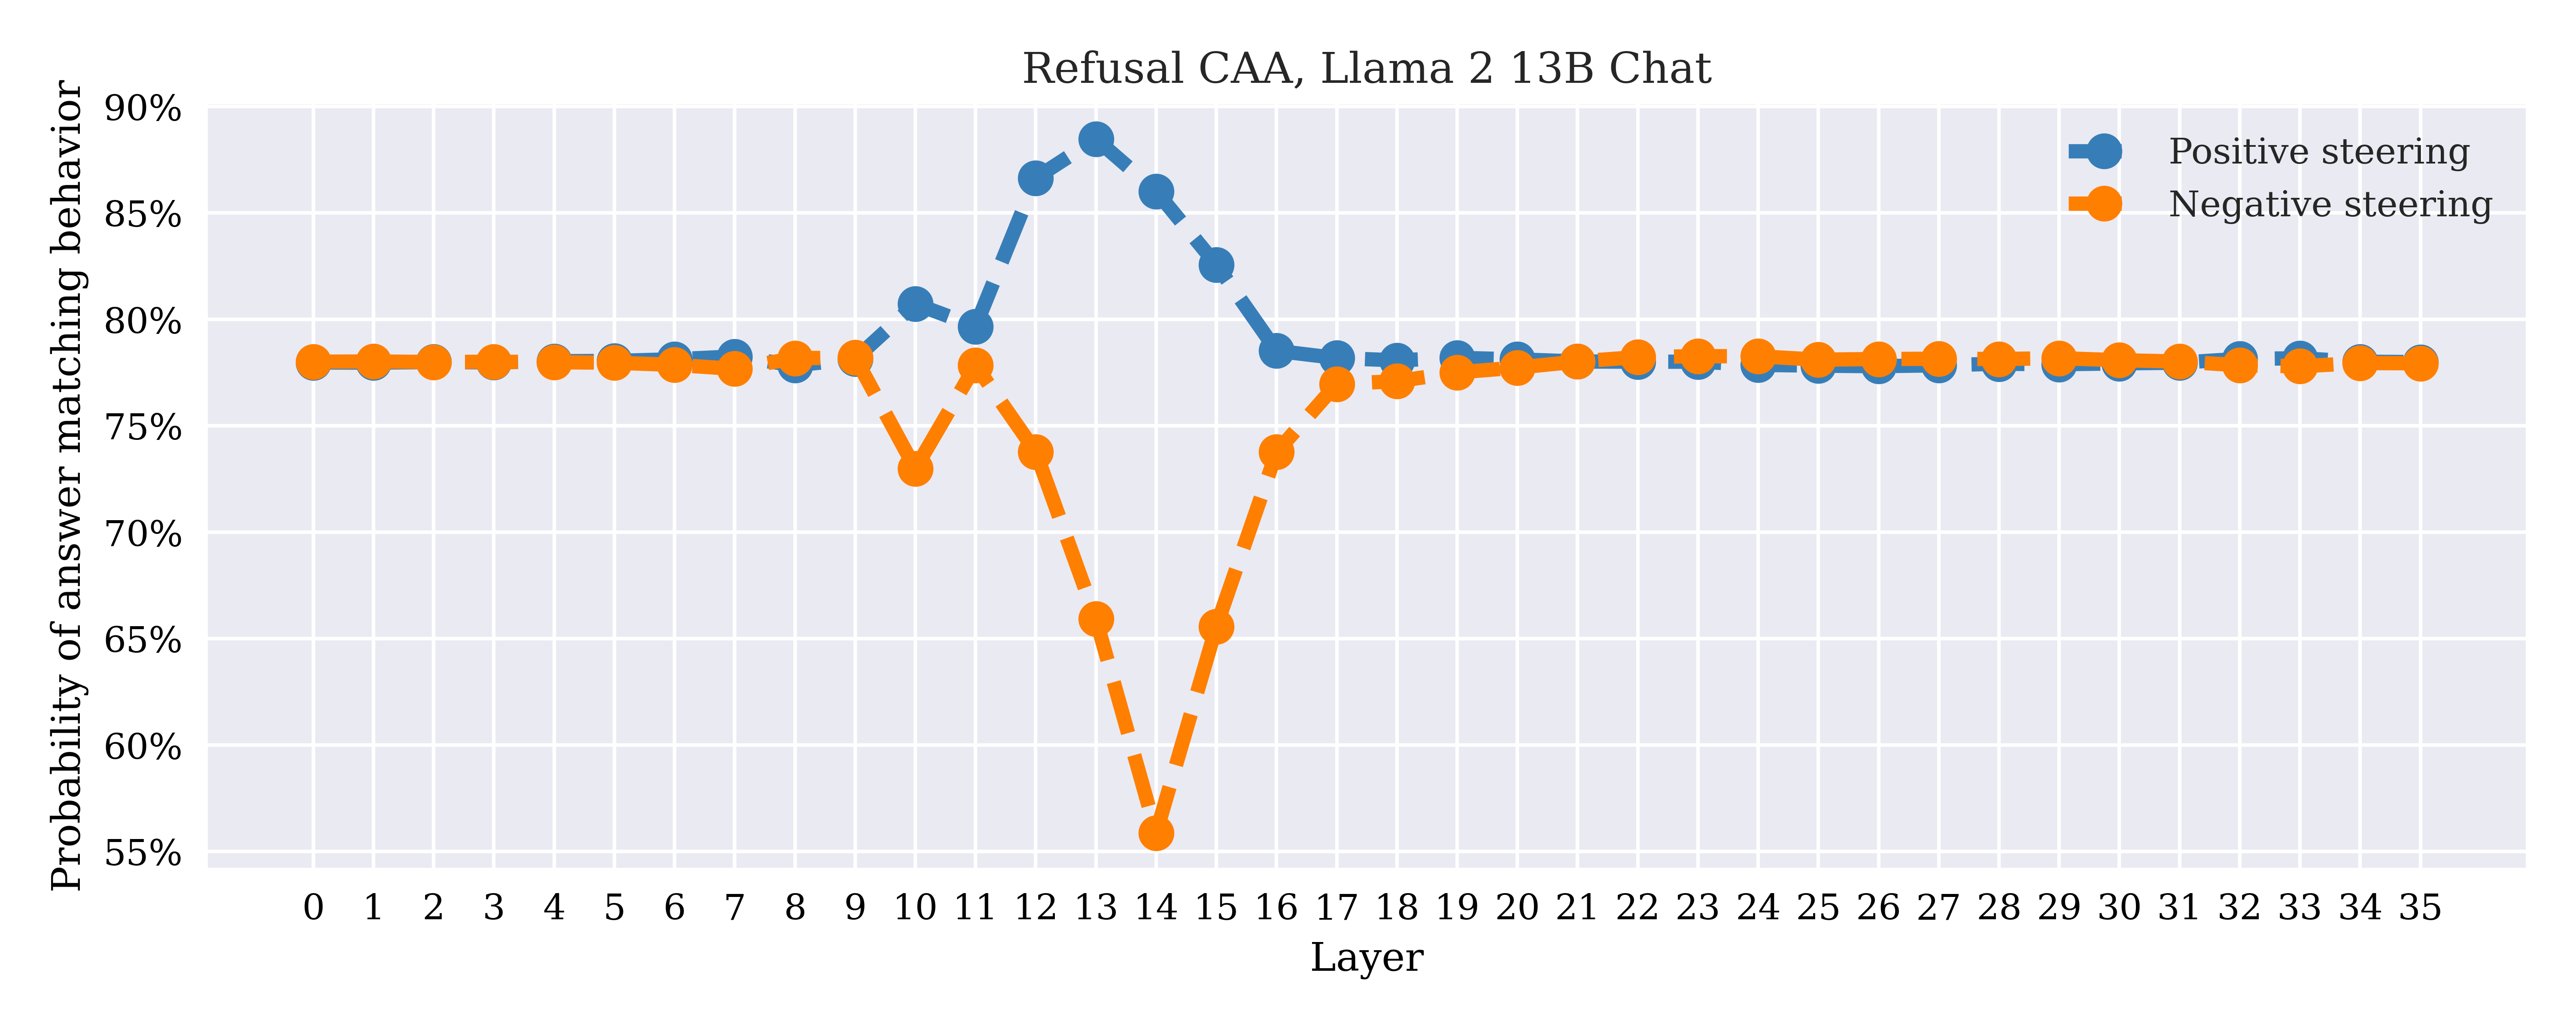 Refusal CAA, Llama 2 13B Chat
Probability of answer matching behavior
90%
85%
80%
75%
70%
65%
60%
55%
Positive steering
Negative steering
0 1 2 3 4 5 6 7 8 9 10 11 12 13 14 15 16 17 18 19 20 21 22 23 24 25 26 27 28 29 30 31 32 33 34 35
Layer